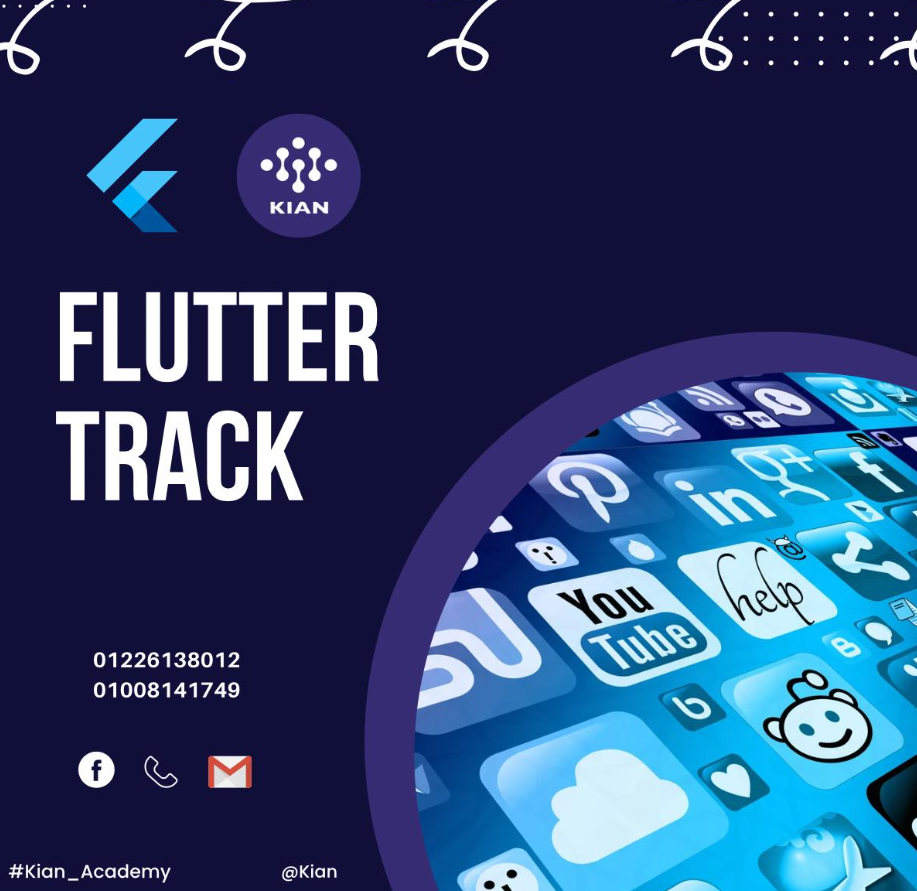 KIAN
FLUTTER
TRACK
01226138012
01008141749
#Kian_Academy
@Kian
in
You
Tube
help